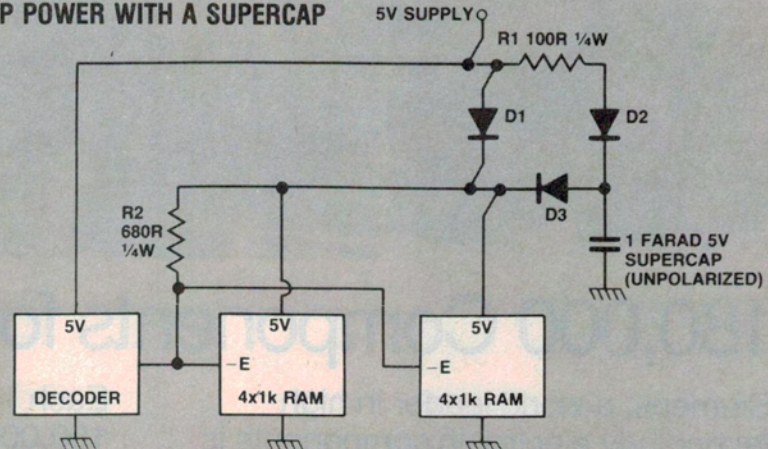 P POWER WITH A SUPERCAP
5V SUPPLY
R1 100R ¼W
D1
D2
D3
R2
680R
¼W
1 FARAD 5V
SUPERCAP
(UNPOLARIZED)
5V
DECODER
5V
–E
4x1k RAM
5V
–E
4x1k RAM